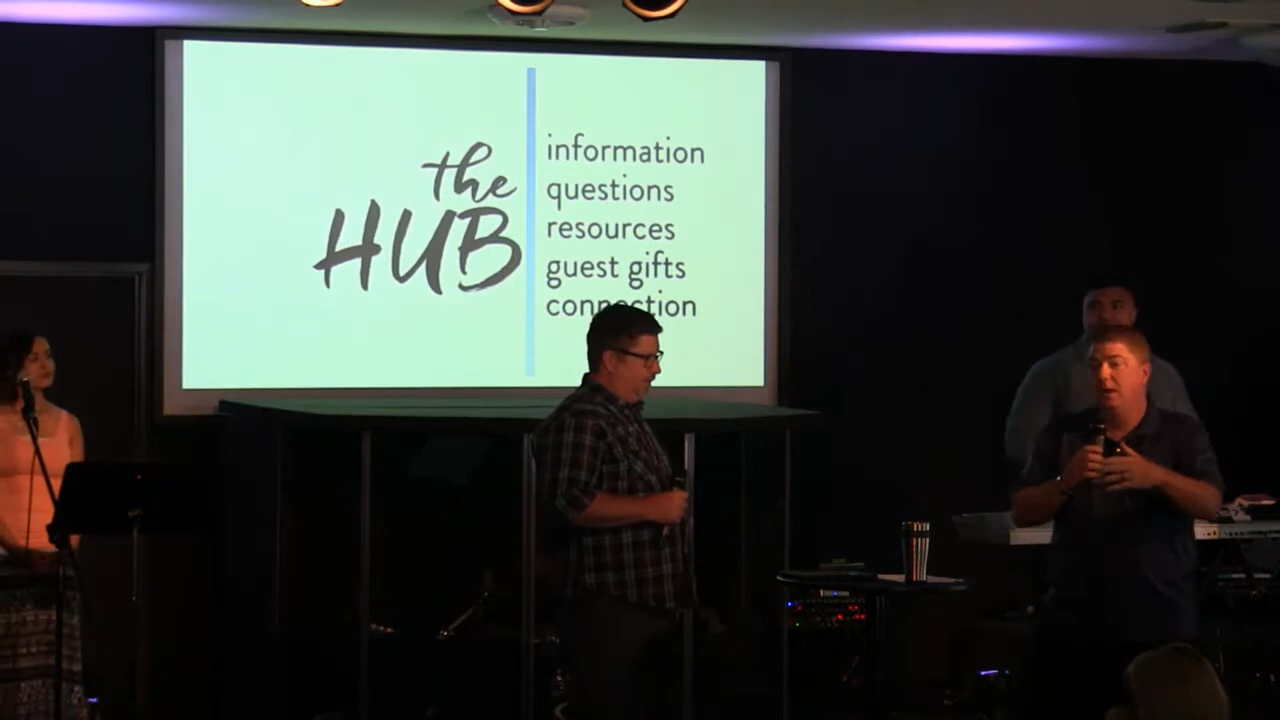 the
HUB
information
questions
resources
guest gifts
connection